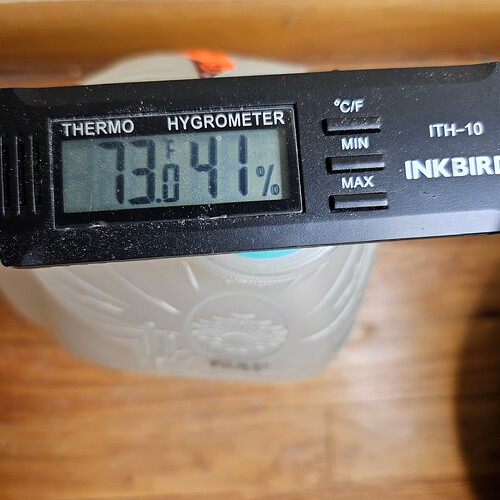 THERMO HYGROMETER
73.0 F 41 %
°C/F
MIN
MAX
ITH-10
INKBIRD